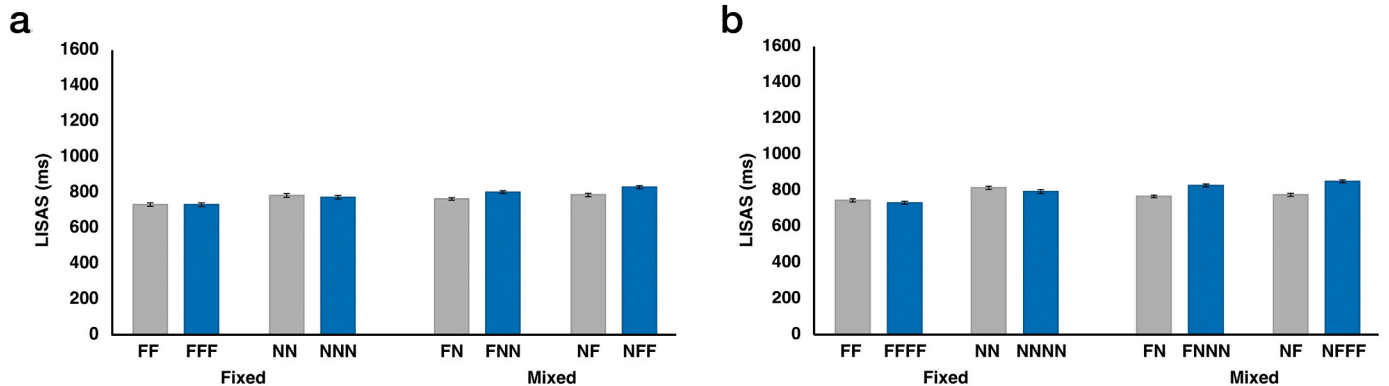 a
1600
1400
1200
1000
800
600
400
200
0
LISAS (ms)
FF FFF NN NNN FN FNN NF NFF
Fixed Mixed
b
1600
1400
1200
1000
800
600
400
200
0
LISAS (ms)
FF FFFF NN NNNN FN FNNN NF NFFF
Fixed Mixed